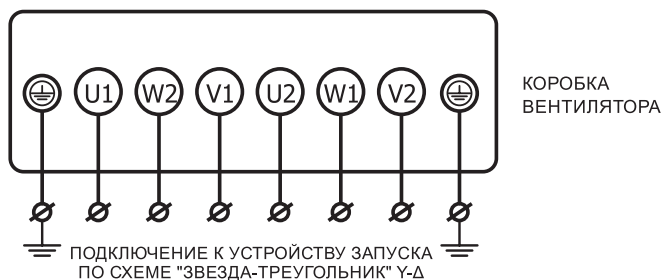 U1 W2 V1 U2 W1 V2
КОРОБКА
ВЕНТИЛЯТОРА
ПОДКЛЮЧЕНИЕ К УСТРОЙСТВУ ЗАПУСКА
ПО СХЕМЕ "ЗВЕЗДА-ТРЕУГОЛЬНИК" Y-Δ